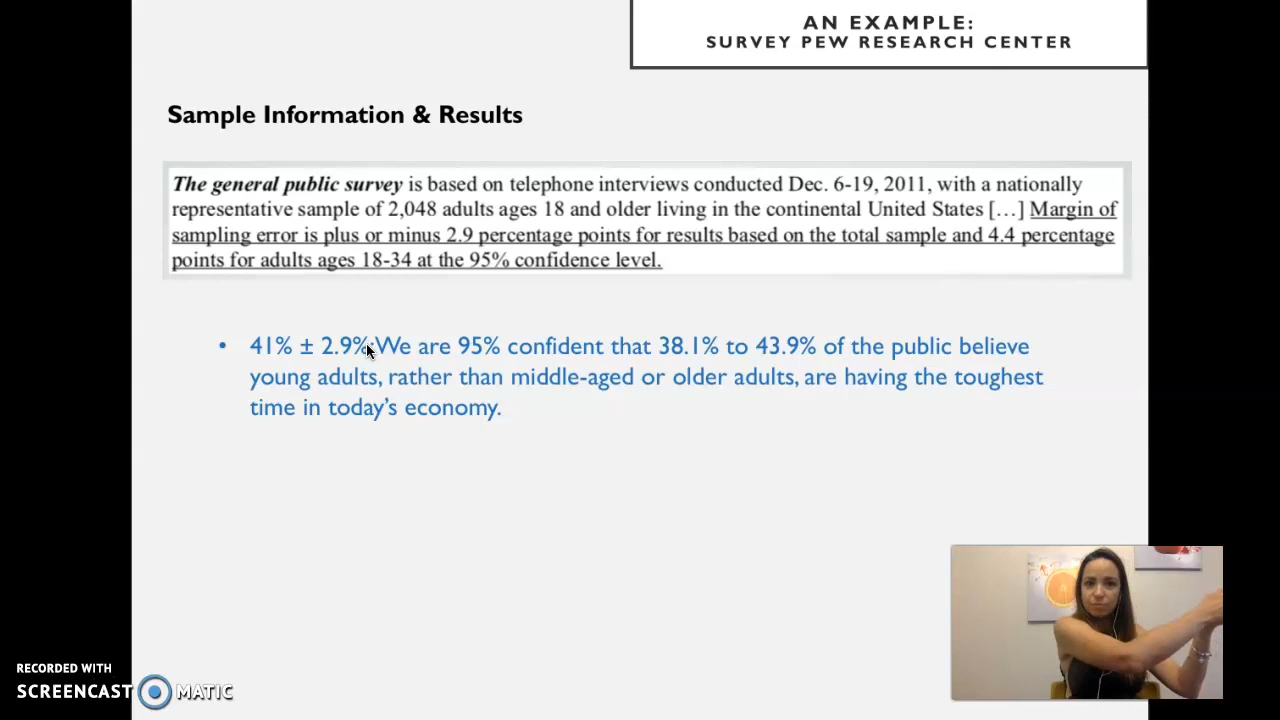 AN EXAMPLE:
SURVEY PEW RESEARCH CENTER
Sample Information & Results
The general public survey is based on telephone interviews conducted Dec. 6-19, 2011, with a nationally
representative sample of 2,048 adults ages 18 and older living in the continental United States […] Margin of
sampling error is plus or minus 2.9 percentage points for results based on the total sample and 4.4 percentage
points for adults ages 18-34 at the 95% confidence level.
• 41% ± 2.9%:We are 95% confident that 38.1% to 43.9% of the public believe
young adults, rather than middle-aged or older adults, are having the toughest
time in today’s economy.
RECORDED WITH
SCREENCAST MATIC